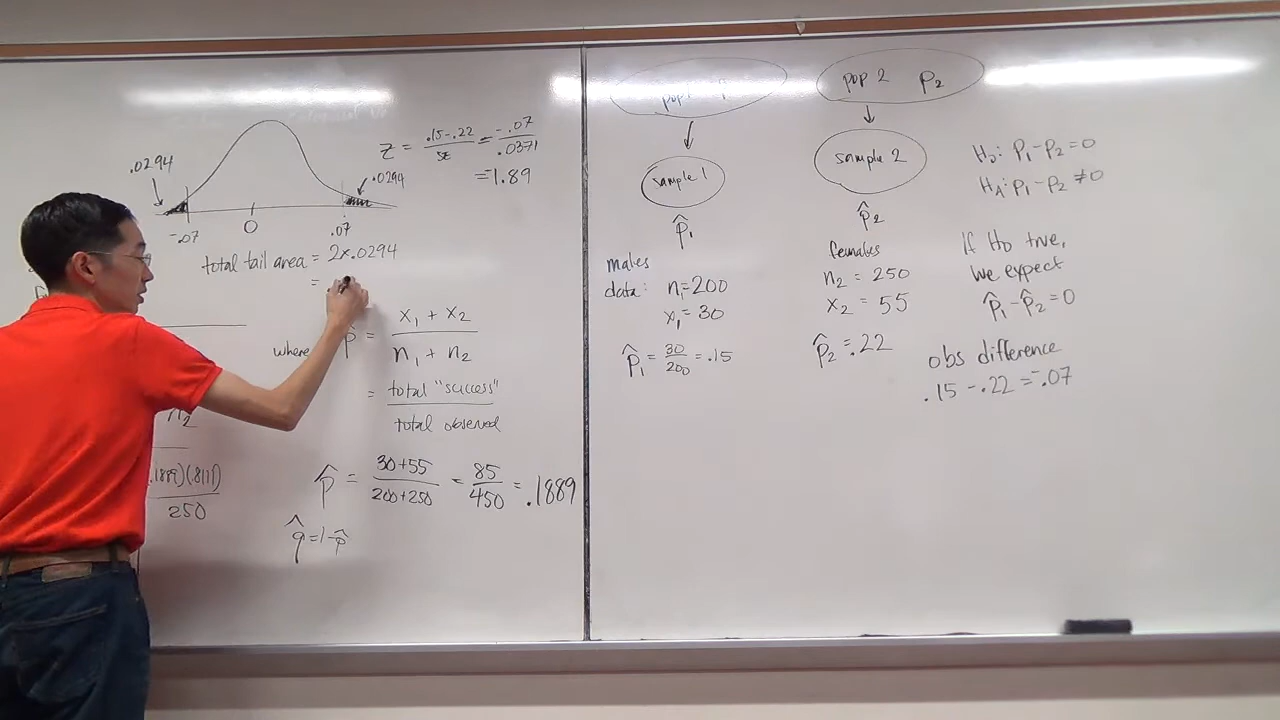 .0294
.0294
-.07
0
.07
z = .15-.22/SE = -.07/.0371
= -1.89
total tail area = 2x.0294
=
where p̂ = x₁ + x₂ / n₁ + n₂
= total "success" / total observed
n₂
(.1889)(.8111)
250
p̂ = 30+55 / 200+250 = 85/450 = .1889
q̂ = 1-p̂
pop 2 p₂
sample 1
sample 2
p̂₁
p̂₂
males
data: n₁=200
x₁=30
p̂₁ = 30/200 = .15
females
n₂ = 250
x₂ = 55
p̂₂=.22
H₀: p₁-p₂=0
H_A: p₁-p₂≠0
If H₀ true,
we expect
p̂₁-p̂₂=0
obs difference
.15 -.22 =-.07